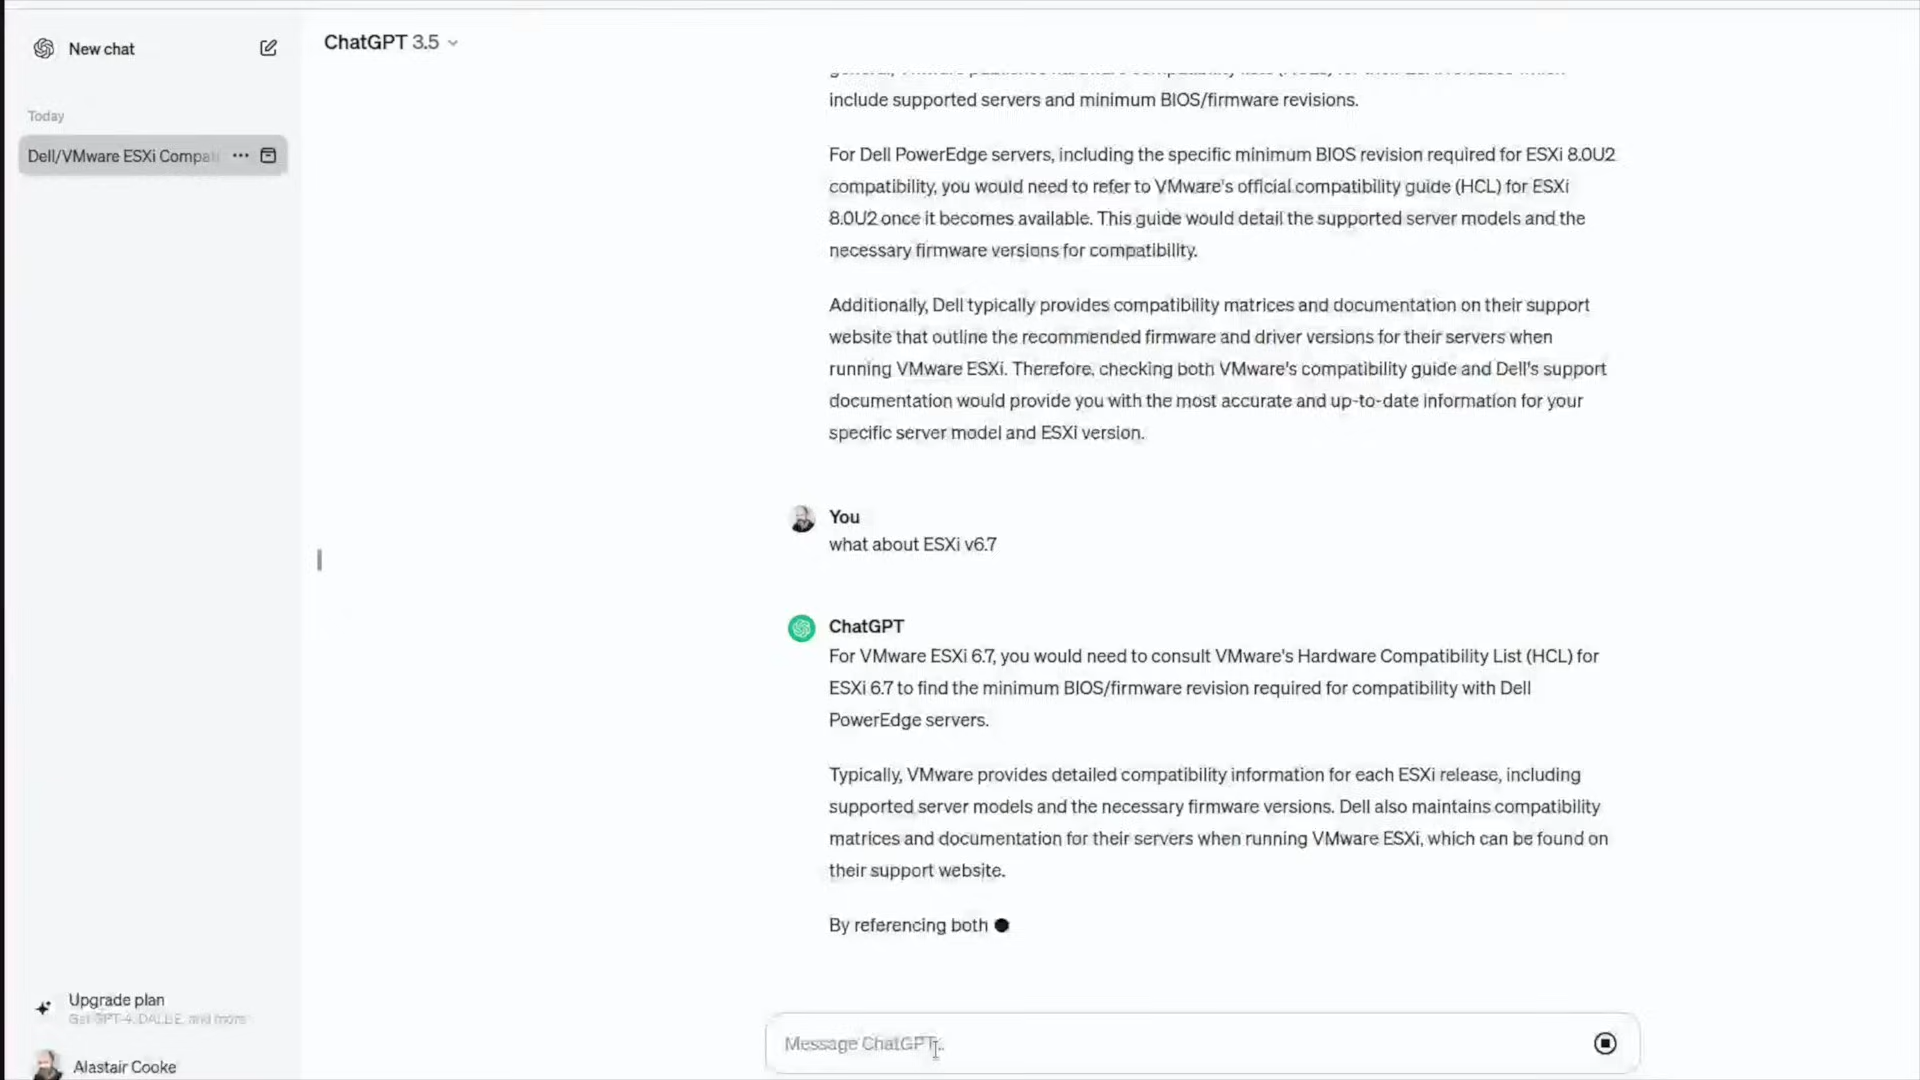 New chat
Today
Dell/VMware ESXi Compati
Upgrade plan
Get GPT-4, DALL·E, and more
Alastair Cooke
ChatGPT 3.5
include supported servers and minimum BIOS/firmware revisions.
For Dell PowerEdge servers, including the specific minimum BIOS revision required for ESXi 8.0U2
compatibility, you would need to refer to VMware's official compatibility guide (HCL) for ESXi
8.0U2 once it becomes available. This guide would detail the supported server models and the
necessary firmware versions for compatibility.
Additionally, Dell typically provides compatibility matrices and documentation on their support
website that outline the recommended firmware and driver versions for their servers when
running VMware ESXi. Therefore, checking both VMware's compatibility guide and Dell's support
documentation would provide you with the most accurate and up-to-date information for your
specific server model and ESXi version.
You
what about ESXi v6.7
ChatGPT
For VMware ESXi 6.7, you would need to consult VMware's Hardware Compatibility List (HCL) for
ESXi 6.7 to find the minimum BIOS/firmware revision required for compatibility with Dell
PowerEdge servers.
Typically, VMware provides detailed compatibility information for each ESXi release, including
supported server models and the necessary firmware versions. Dell also maintains compatibility
matrices and documentation for their servers when running VMware ESXi, which can be found on
their support website.
By referencing both
Message ChatGPT...